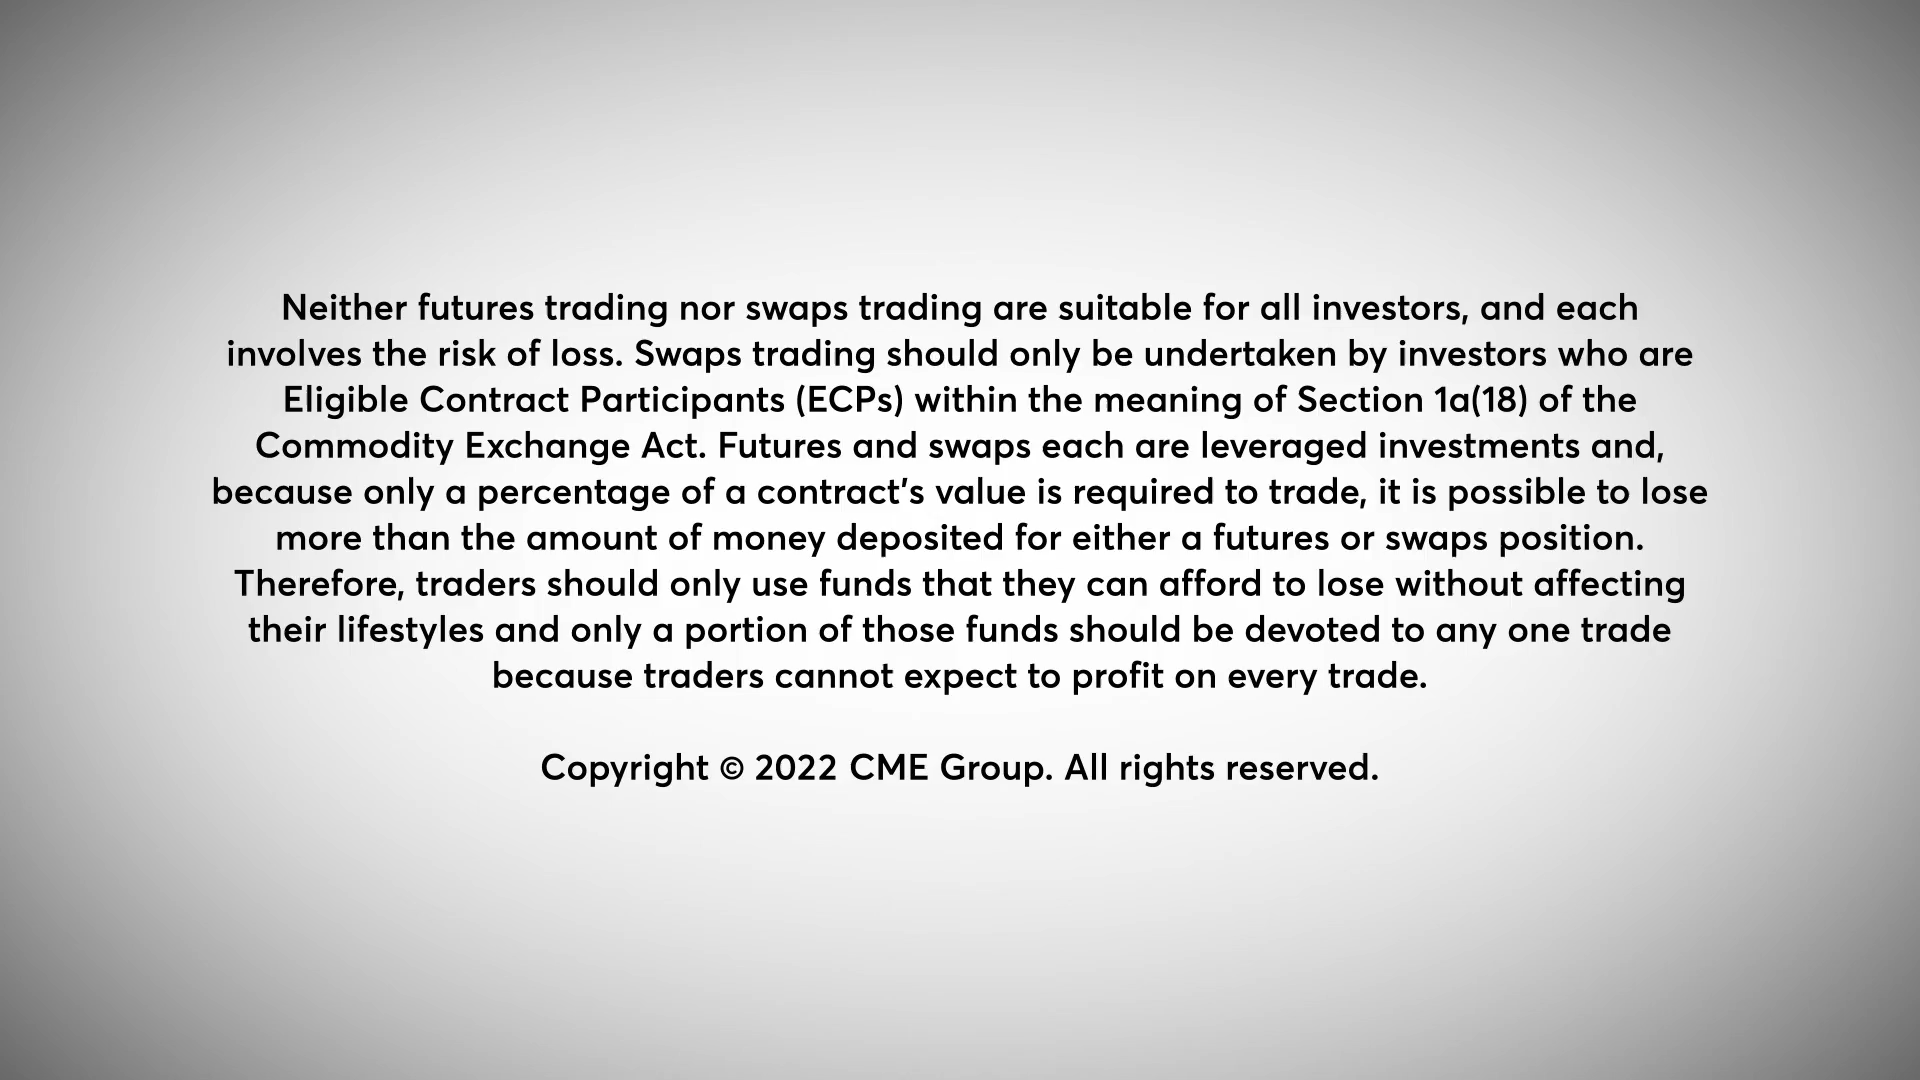 Neither futures trading nor swaps trading are suitable for all investors, and each
involves the risk of loss. Swaps trading should only be undertaken by investors who are
Eligible Contract Participants (ECPs) within the meaning of Section 1a(18) of the
Commodity Exchange Act. Futures and swaps each are leveraged investments and,
because only a percentage of a contract's value is required to trade, it is possible to lose
more than the amount of money deposited for either a futures or swaps position.
Therefore, traders should only use funds that they can afford to lose without affecting
their lifestyles and only a portion of those funds should be devoted to any one trade
because traders cannot expect to profit on every trade.
Copyright © 2022 CME Group. All rights reserved.